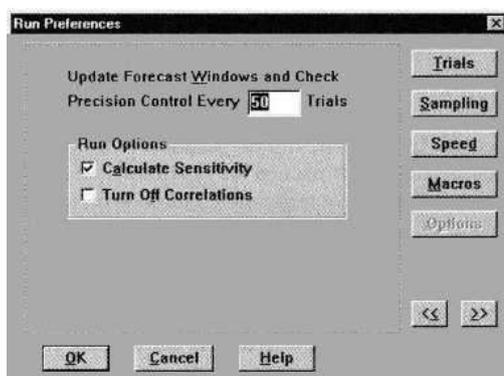 Run Preferences
Update Forecast Windows and Check
Precision Control Every 50 Trials
Run Options
Calculate Sensitivity
Turn Off Correlations
Trials
Sampling
Speed
Macros
Options
<< >>
OK Cancel Help